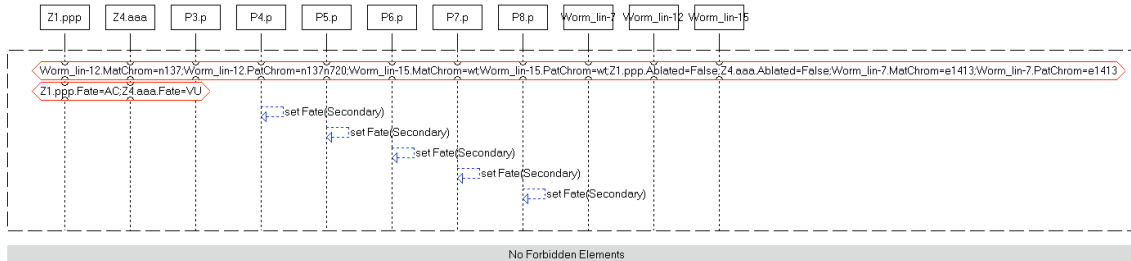 Z1.ppp Z4.aaa P3.p P4.p P5.p P6.p P7.p P8.p Worm_lin-7 Worm_lin-12 Worm_lin-15
Worm_lin-12.MatChrom=n137;Worm_lin-12.PatChrom=n137n720;Worm_lin-15.MatChrom=wt;Worm_lin-15.PatChrom=wt;Z1.ppp.Ablated=False;Z4.aaa.Ablated=False;Worm_lin-7.MatChrom=e1413;Worm_lin-7.PatChrom=e1413
Z1.ppp.Fate=AC;Z4.aaa.Fate=VU
set Fate(Secondary)
set Fate(Secondary)
set Fate(Secondary)
set Fate(Secondary)
set Fate(Secondary)
No Forbidden Elements